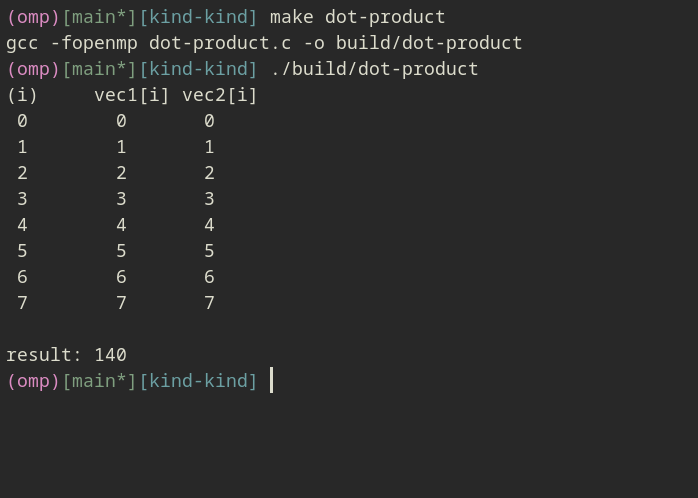 (omp)[main*][kind-kind] make dot-product
gcc -fopenmp dot-product.c -o build/dot-product
(omp)[main*][kind-kind] ./build/dot-product
(i)     vec1[i] vec2[i]
 0        0       0
 1        1       1
 2        2       2
 3        3       3
 4        4       4
 5        5       5
 6        6       6
 7        7       7

result: 140
(omp)[main*][kind-kind]